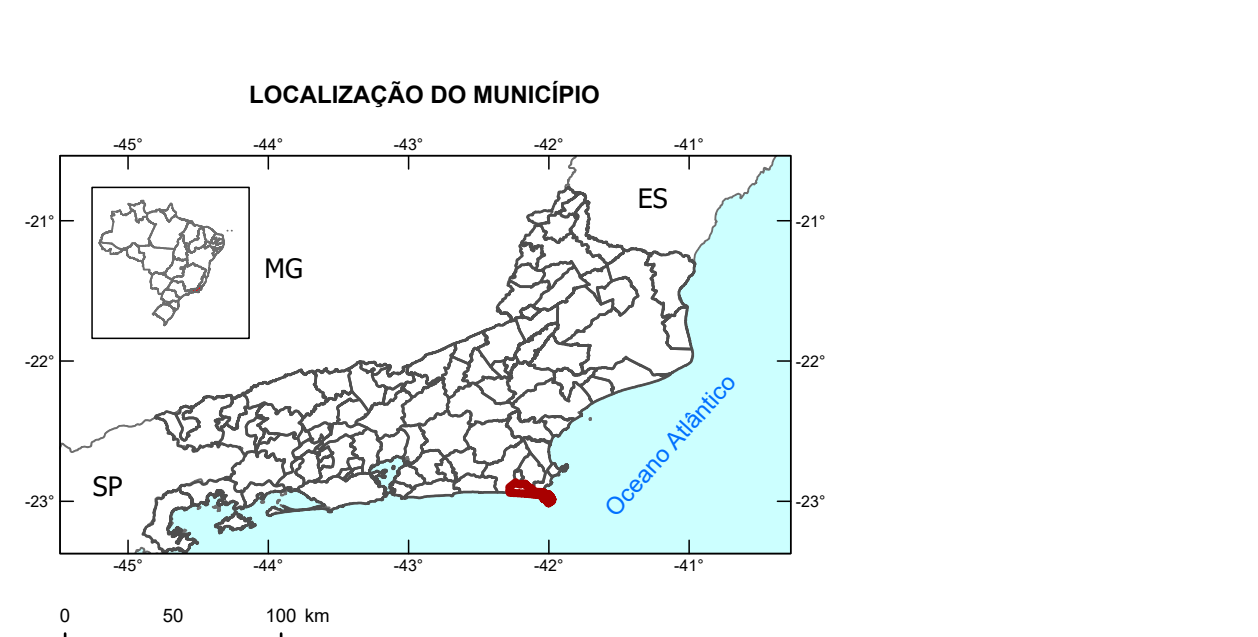 LOCALIZAÇÃO DO MUNICÍPIO
-45° -44° -43° -42° -41°
-21° ES -21°
MG
-22° -22°
Oceano Atlântico
SP
-23° -23°
-45° -44° -43° -42° -41°
0 50 100 km